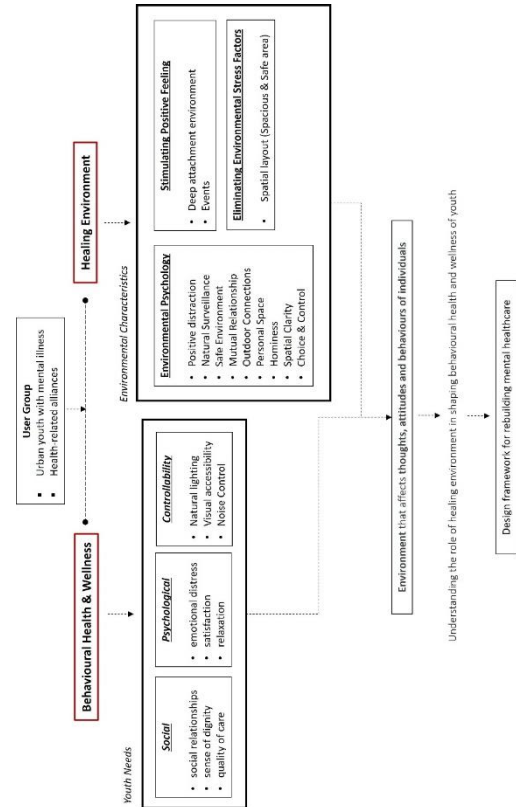 User Group
Urban youth with mental illness
Health-related alliances
Behavioural Health & Wellness
Healing Environment
Youth Needs
Social
social relationships
sense of dignity
quality of care
Psychological
emotional distress
satisfaction
relaxation
Controllability
Natural lighting
Visual accessibility
Noise Control
Environmental Characteristics
Environmental Psychology
Positive distraction
Natural Surveillance
Safe Environment
Mutual Relationship
Outdoor Connections
Personal Space
Hominess
Spatial Clarity
Choice & Control
Stimulating Positive Feeling
Deep attachment environment
Events
Eliminating Environmental Stress Factors
Spatial layout (Spacious & Safe area)
Environment that affects thoughts, attitudes and behaviours of individuals
Understanding the role of healing environment in shaping behavioural health and wellness of youth
Design framework for rebuilding mental healthcare